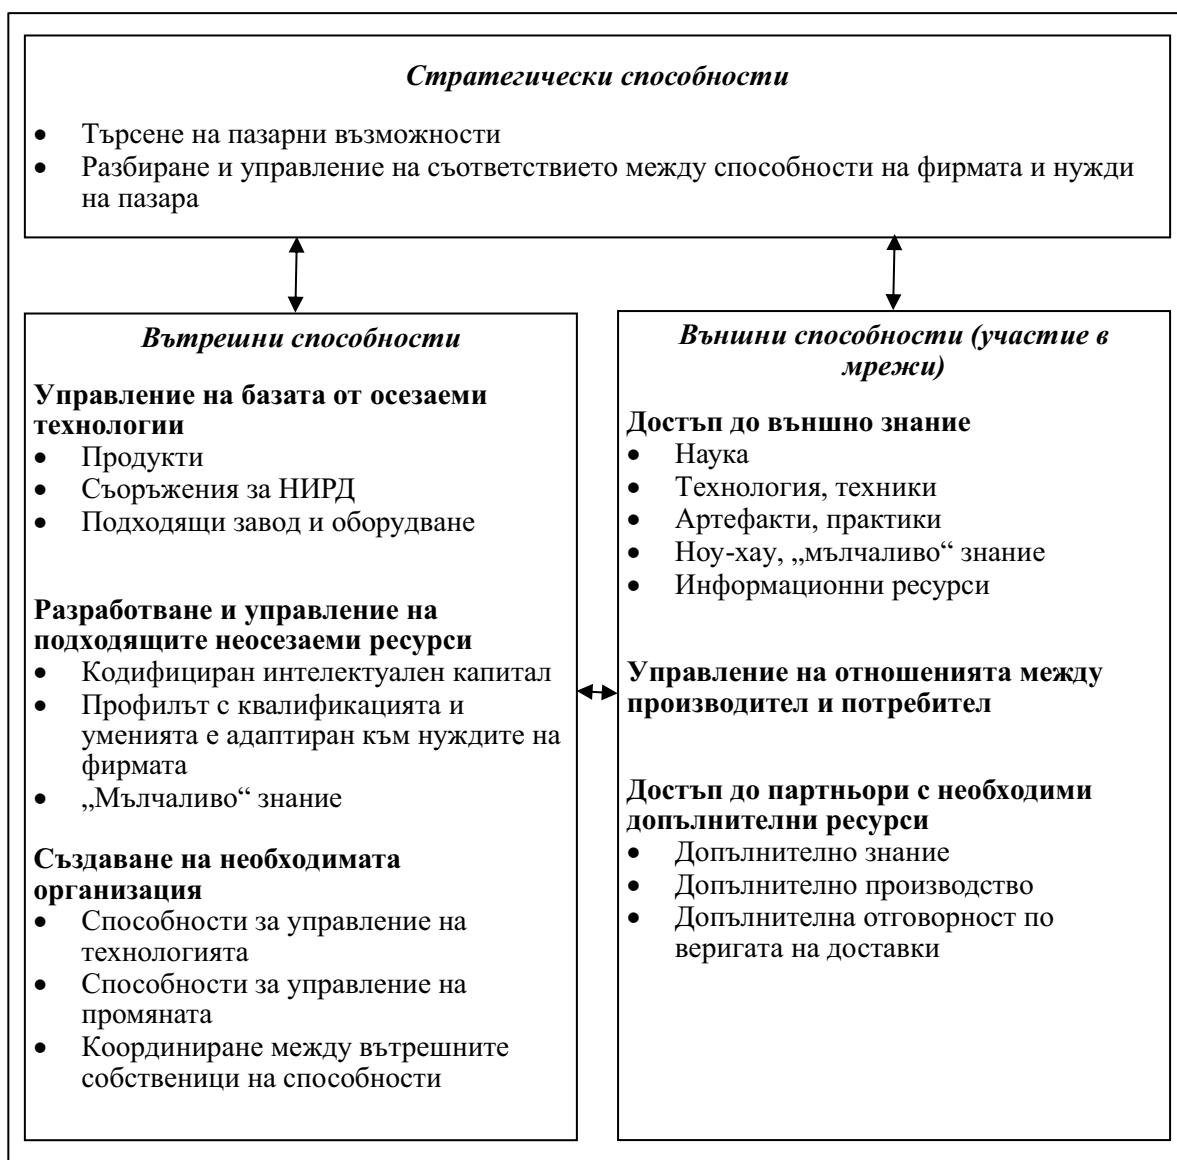 Стратегически способности
• Търсене на пазарни възможности
• Разбиране и управление на съответствието между способности на фирмата и нужди
на пазара
Вътрешни способности
Управление на базата от осезаеми
технологии
• Продукти
• Съоръжения за НИРД
• Подходящи завод и оборудване
Разработване и управление на
подходящите неосезаеми ресурси
• Кодифициран интелектуален капитал
• Профилът с квалификацията и
уменията е адаптиран към нуждите на
фирмата
• „Мълчаливо“ знание
Създаване на необходимата
организация
• Способности за управление на
технологията
• Способности за управление на
промяната
• Координиране между вътрешните
собственици на способности
Външни способности (участие в
мрежи)
Достъп до външно знание
• Наука
• Технология, техники
• Артефакти, практики
• Ноу-хау, „мълчаливо“ знание
• Информационни ресурси
Управление на отношенията между
производител и потребител
Достъп до партньори с необходими
допълнителни ресурси
• Допълнително знание
• Допълнително производство
• Допълнителна отговорност по
веригата на доставки